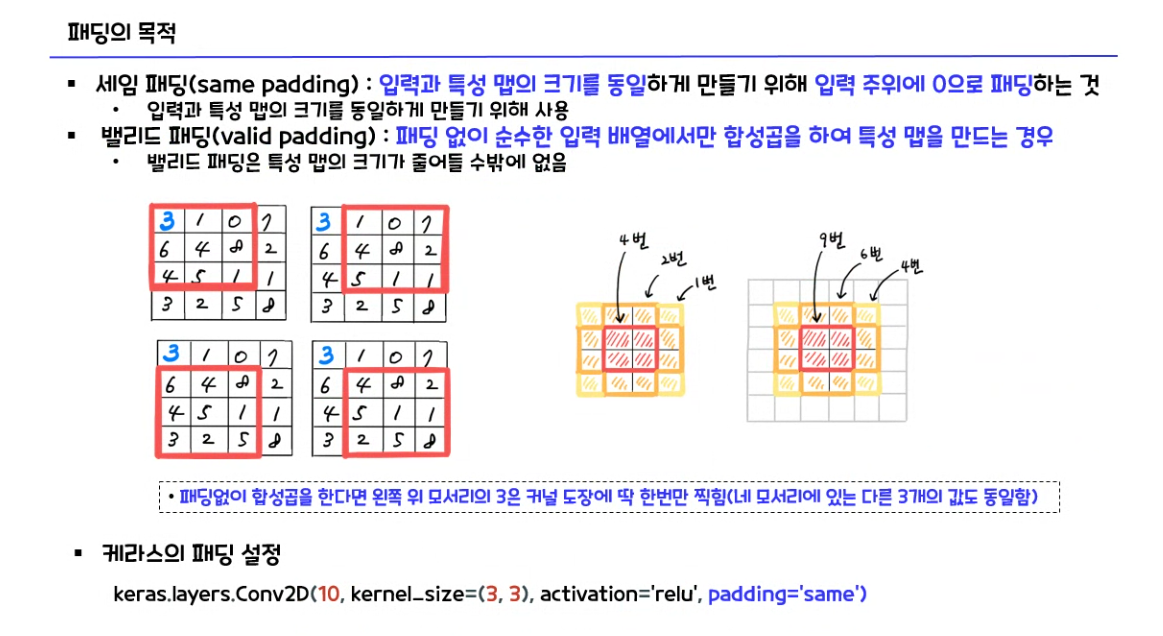 패딩의 목적
▪ 세임 패딩(same padding) : 입력과 특성 맵의 크기를 동일하게 만들기 위해 입력 주위에 0으로 패딩하는 것
• 입력과 특성 맵의 크기를 동일하게 만들기 위해 사용
▪ 밸리드 패딩(valid padding) : 패딩 없이 순수한 입력 배열에서만 합성곱을 하여 특성 맵을 만드는 경우
• 밸리드 패딩은 특성 맵의 크기가 줄어들 수밖에 없음
3 1 0 7
6 4 8 2
4 5 1 1
3 2 5 8
3 1 0 7
6 4 8 2
4 5 1 1
3 2 5 8
3 1 0 7
6 4 8 2
4 5 1 1
3 2 5 8
3 1 0 7
6 4 8 2
4 5 1 1
3 2 5 8
4번
2번
1번
9번
6번
4번
• 패딩없이 합성곱을 한다면 왼쪽 위 모서리의 3은 커널 도장에 딱 한번만 찍힘(네 모서리에 있는 다른 3개의 값도 동일함)
▪ 케라스의 패딩 설정
keras.layers.Conv2D(10, kernel_size=(3, 3), activation='relu', padding='same')